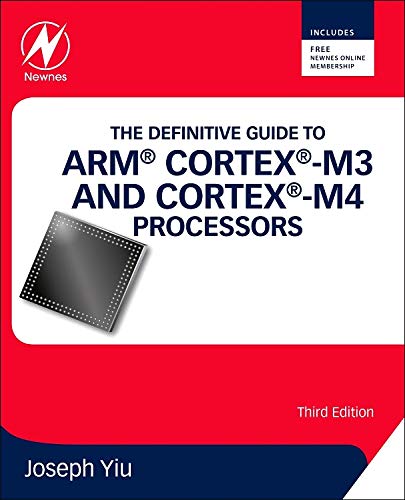 Newnes
INCLUDES
FREE
NEWNES ONLINE
MEMBERSHIP
THE DEFINITIVE GUIDE TO
ARM® CORTEX®-M3
AND CORTEX®-M4
PROCESSORS
Third Edition
Joseph Yiu